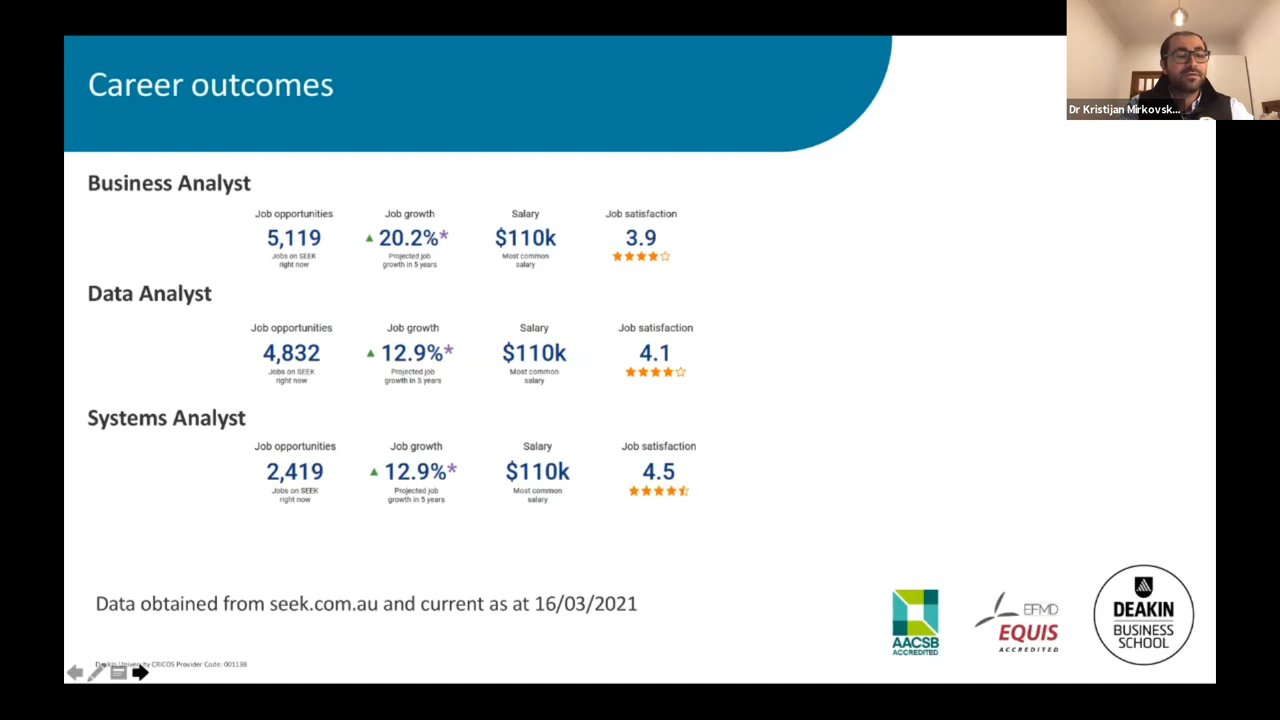 Career outcomes
Dr Kristijan Mirkovsk...
Business Analyst
Job opportunities Job growth Salary Job satisfaction
5,119 20.2%* $110k 3.9
Jobs on SEEK Projected job Most common
right now growth in 5 years salary
Data Analyst
Job opportunities Job growth Salary Job satisfaction
4,832 12.9%* $110k 4.1
Jobs on SEEK Projected job Most common
right now growth in 5 years salary
Systems Analyst
Job opportunities Job growth Salary Job satisfaction
2,419 12.9%* $110k 4.5
Jobs on SEEK Projected job Most common
right now growth in 5 years salary
Data obtained from seek.com.au and current as at 16/03/2021
AACSB
ACCREDITED
EFMD
EQUIS
ACCREDITED
DEAKIN
BUSINESS
SCHOOL
Deakin University CRICOS Provider Code: 00113B